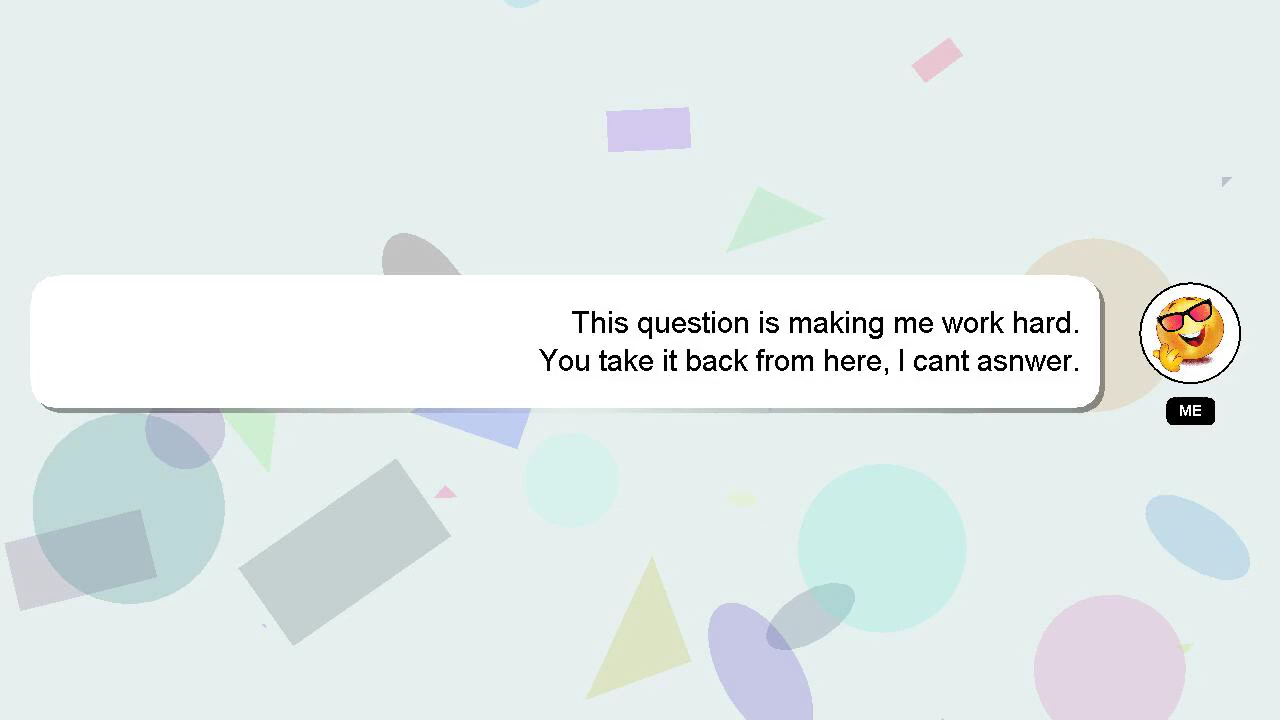 This question is making me work hard.
You take it back from here, I cant asnwer.
ME